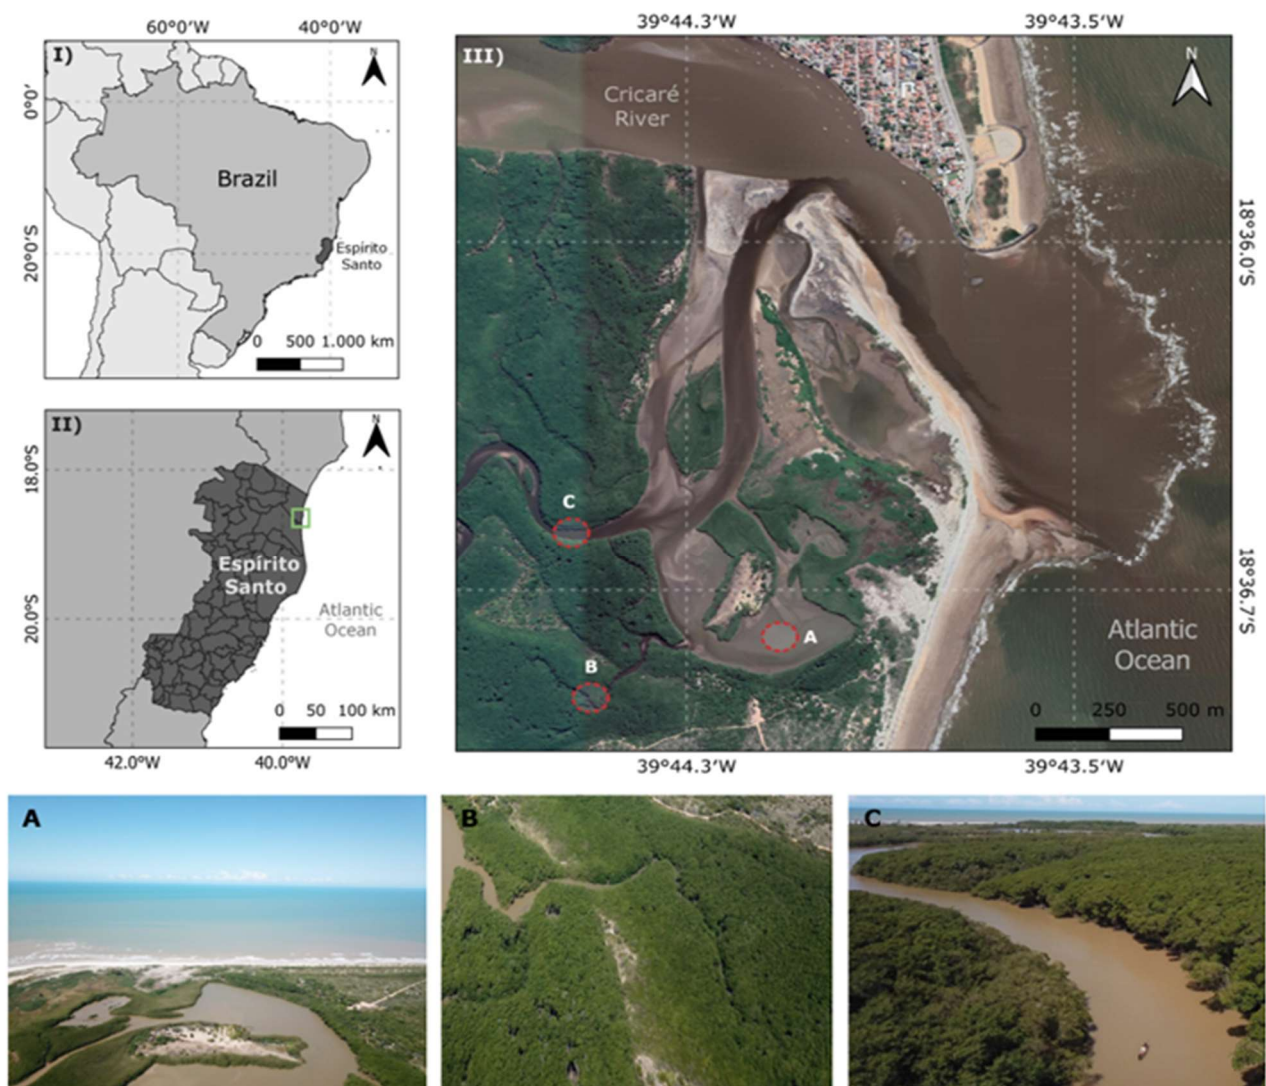 60°0'W
40°0'W
I)
N
0°0'
20°0'S
Brazil
Espírito
Santo
0
500
1.000 km
II)
N
18.0°S
20.0°S
Espírito
Santo
Atlantic
Ocean
0
50
100 km
42.0°W
40.0°W
39°44.3'W
39°43.5'W
III)
N
Cricaré
River
18°36.0'S
C
18°36.7'S
A
B
Atlantic
Ocean
0
250
500 m
39°44.3'W
39°43.5'W
A
B
C